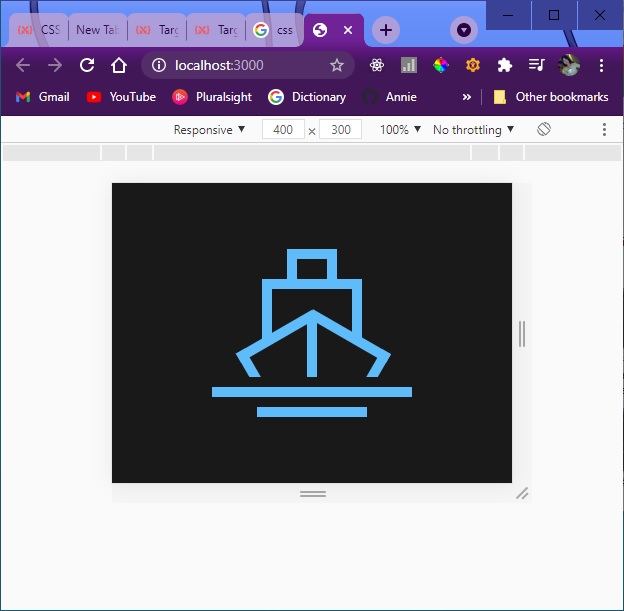 CSS New Tab Targ Targ css
localhost:3000
Gmail YouTube Pluralsight Dictionary Annie » Other bookmarks
Responsive 400 × 300 100% No throttling